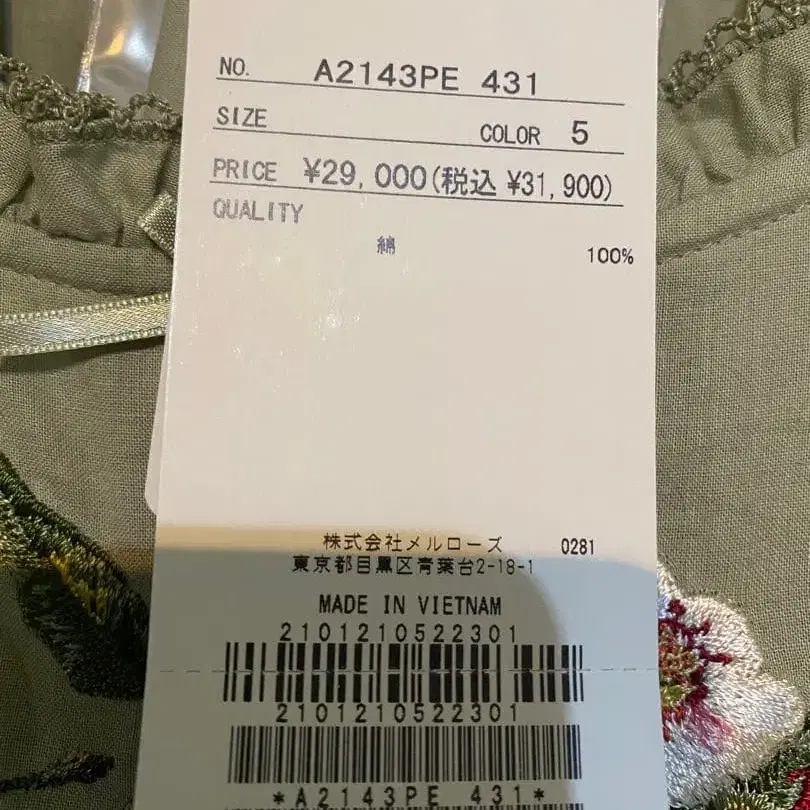 NO. A2143PE 431
SIZE
COLOR 5
PRICE ¥29,000(税込 ¥31,900)
QUALITY
綿 100%
株式会社メルローズ 0281
東京都目黒区青葉台2-18-1
MADE IN VIETNAM
2101210522301
2101210522301
*A2143PE 431*